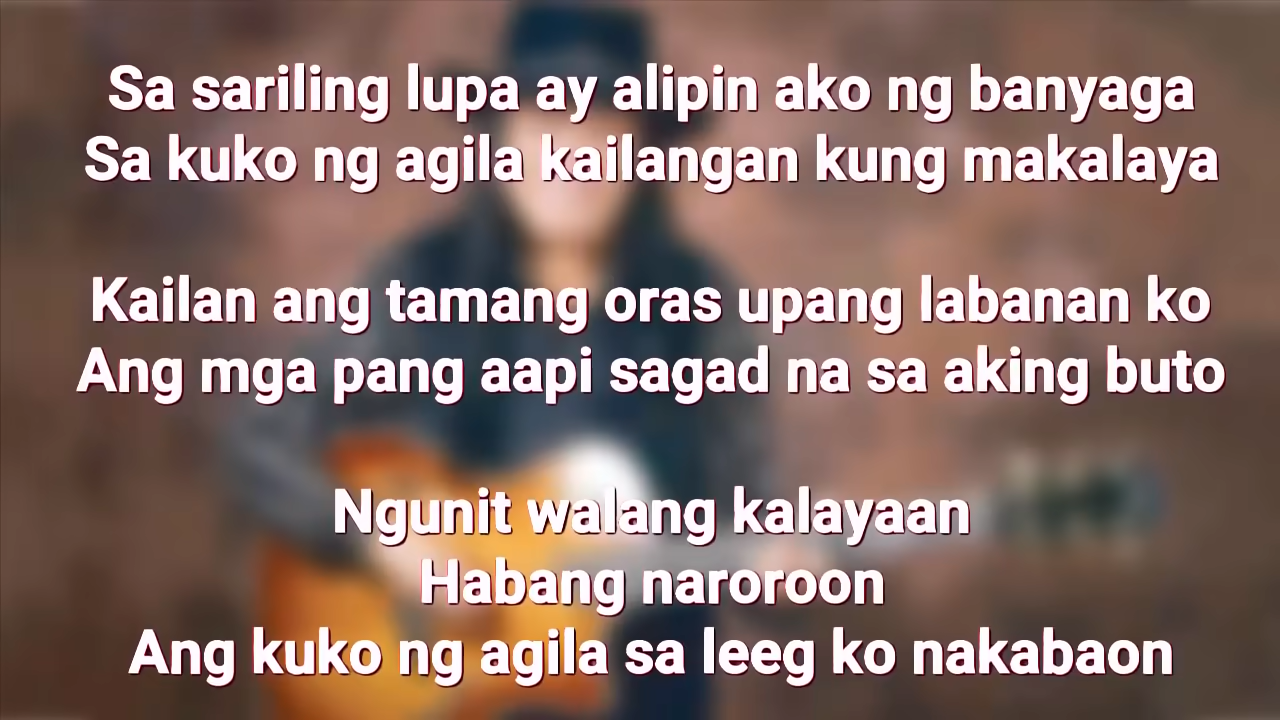 Sa sariling lupa ay alipin ako ng banyaga
Sa kuko ng agila kailangan kung makalaya
Kailan ang tamang oras upang labanan ko
Ang mga pang aapi sagad na sa aking buto
Ngunit walang kalayaan
Habang naroroon
Ang kuko ng agila sa leeg ko nakabaon